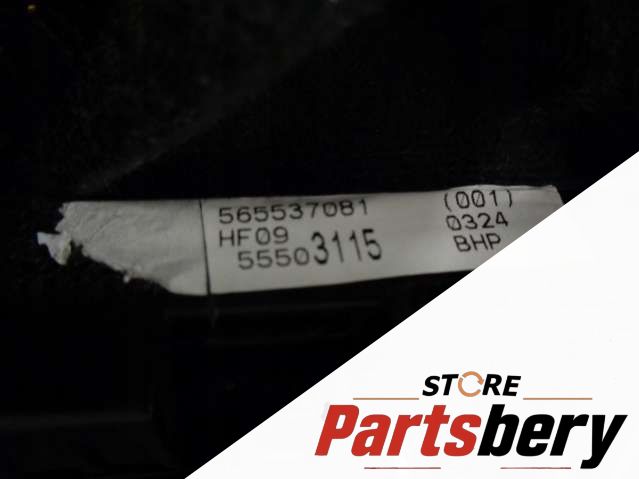 565537081 (001)
HF09 0324
55503115 BHP
STORE
Partsbery